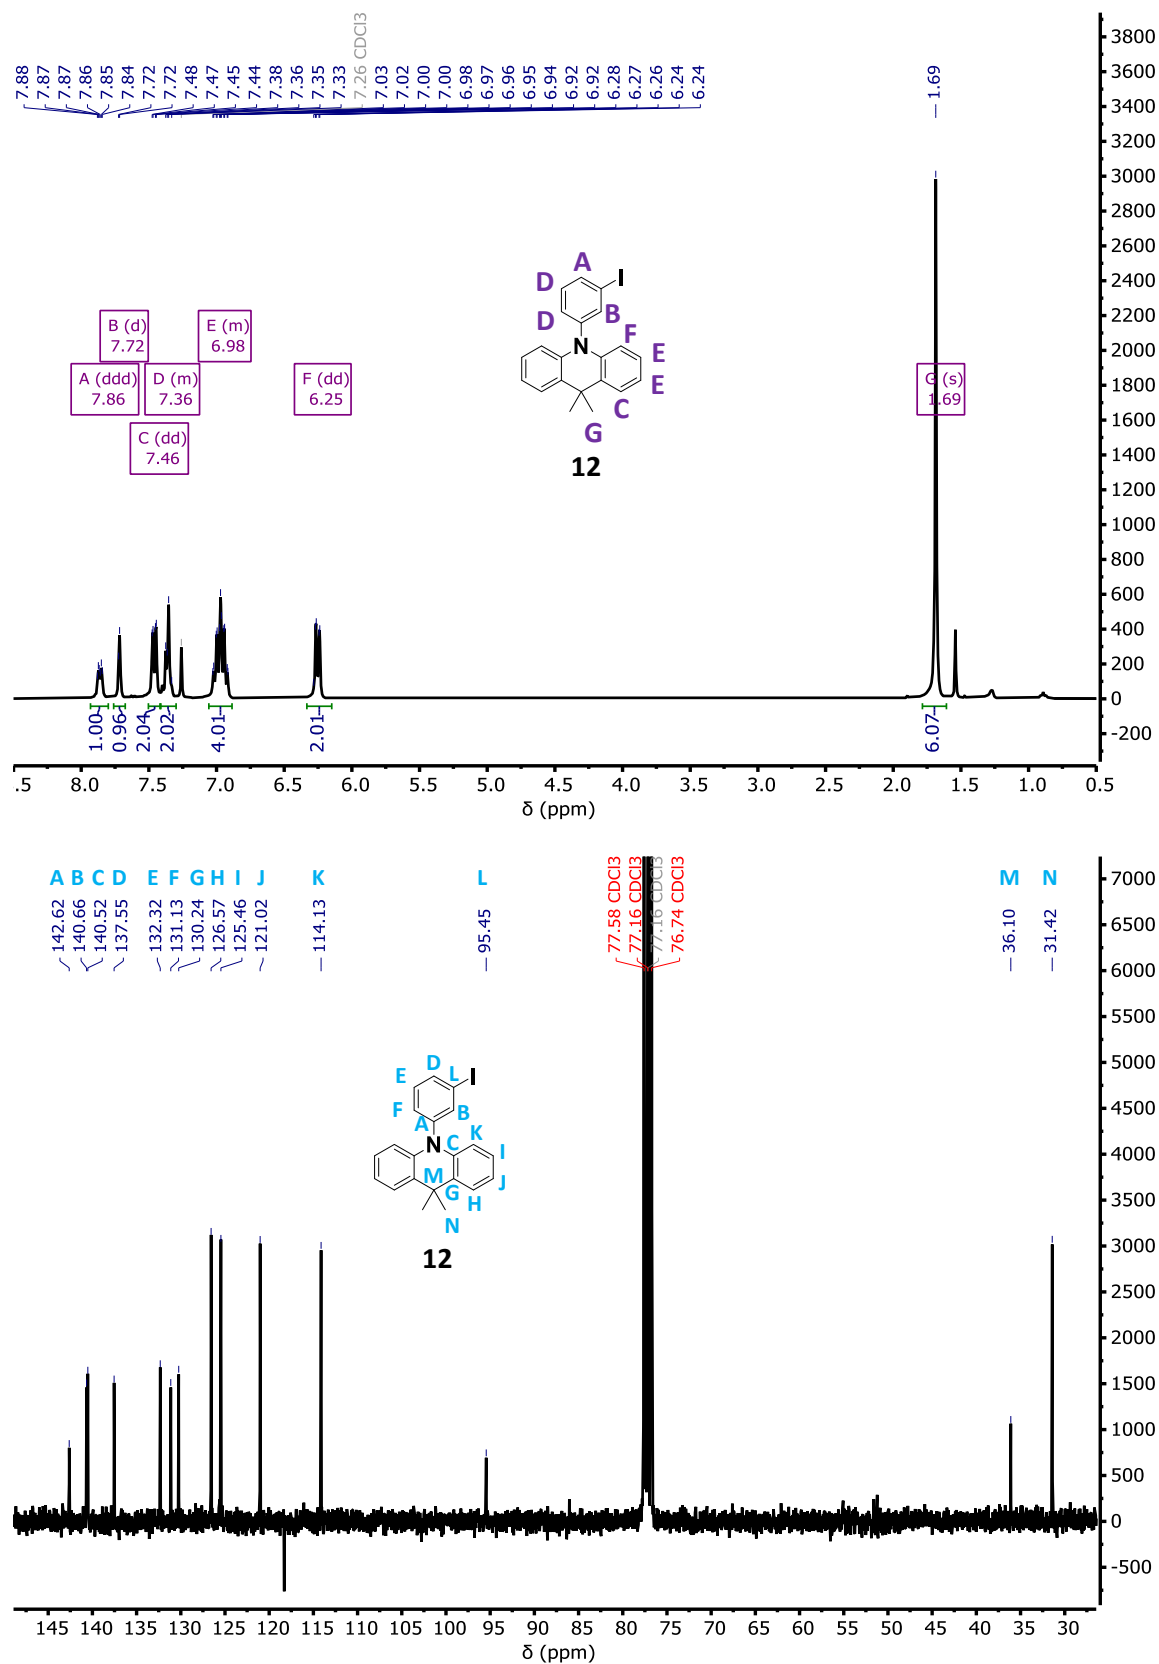 7.88
7.87
7.87
7.86
7.85
7.84
7.72
7.72
7.48
7.47
7.45
7.44
7.38
7.36
7.35
7.33
7.26 CDCl3
7.03
7.02
7.00
7.00
6.98
6.97
6.96
6.95
6.94
6.92
6.92
6.28
6.27
6.26
6.24
6.24
1.69
3800
3600
3400
3200
3000
2800
2600
2400
2200
2000
1800
1600
1400
1200
1000
800
600
400
200
0
-200
B (d)
7.72
E (m)
6.98
A (ddd)
7.86
D (m)
7.36
F (dd)
6.25
G (s)
1.69
C (dd)
7.46
A
D
I
D
B
F
N
E
E
C
G
12
1.00
0.96
2.04
2.02
4.01
2.01
6.07
.5 8.0 7.5 7.0 6.5 6.0 5.5 5.0 4.5 4.0 3.5 3.0 2.5 2.0 1.5 1.0 0.5
δ (ppm)
A B C D E F G H I J K L M N
142.62
140.66
140.52
137.55
132.32
131.13
130.24
126.57
125.46
121.02
114.13
95.45
77.58 CDCl3
77.16 CDCl3
77.16 CDCl3
76.74 CDCl3
36.10
31.42
7000
6500
6000
5500
5000
4500
4000
3500
3000
2500
2000
1500
1000
500
0
-500
D
E
L
I
F
B
A
K
N
C
I
M
J
G
H
N
12
145 140 135 130 125 120 115 110 105 100 95 90 85 80 75 70 65 60 55 50 45 40 35 30
δ (ppm)